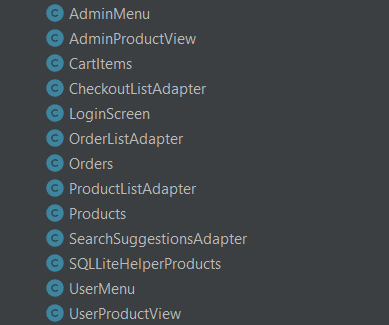 C AdminMenu
C AdminProductView
C CartItems
C CheckoutListAdapter
C LoginScreen
C OrderListAdapter
C Orders
C ProductListAdapter
C Products
C SearchSuggestionsAdapter
C SQLLiteHelperProducts
C UserMenu
C UserProductView